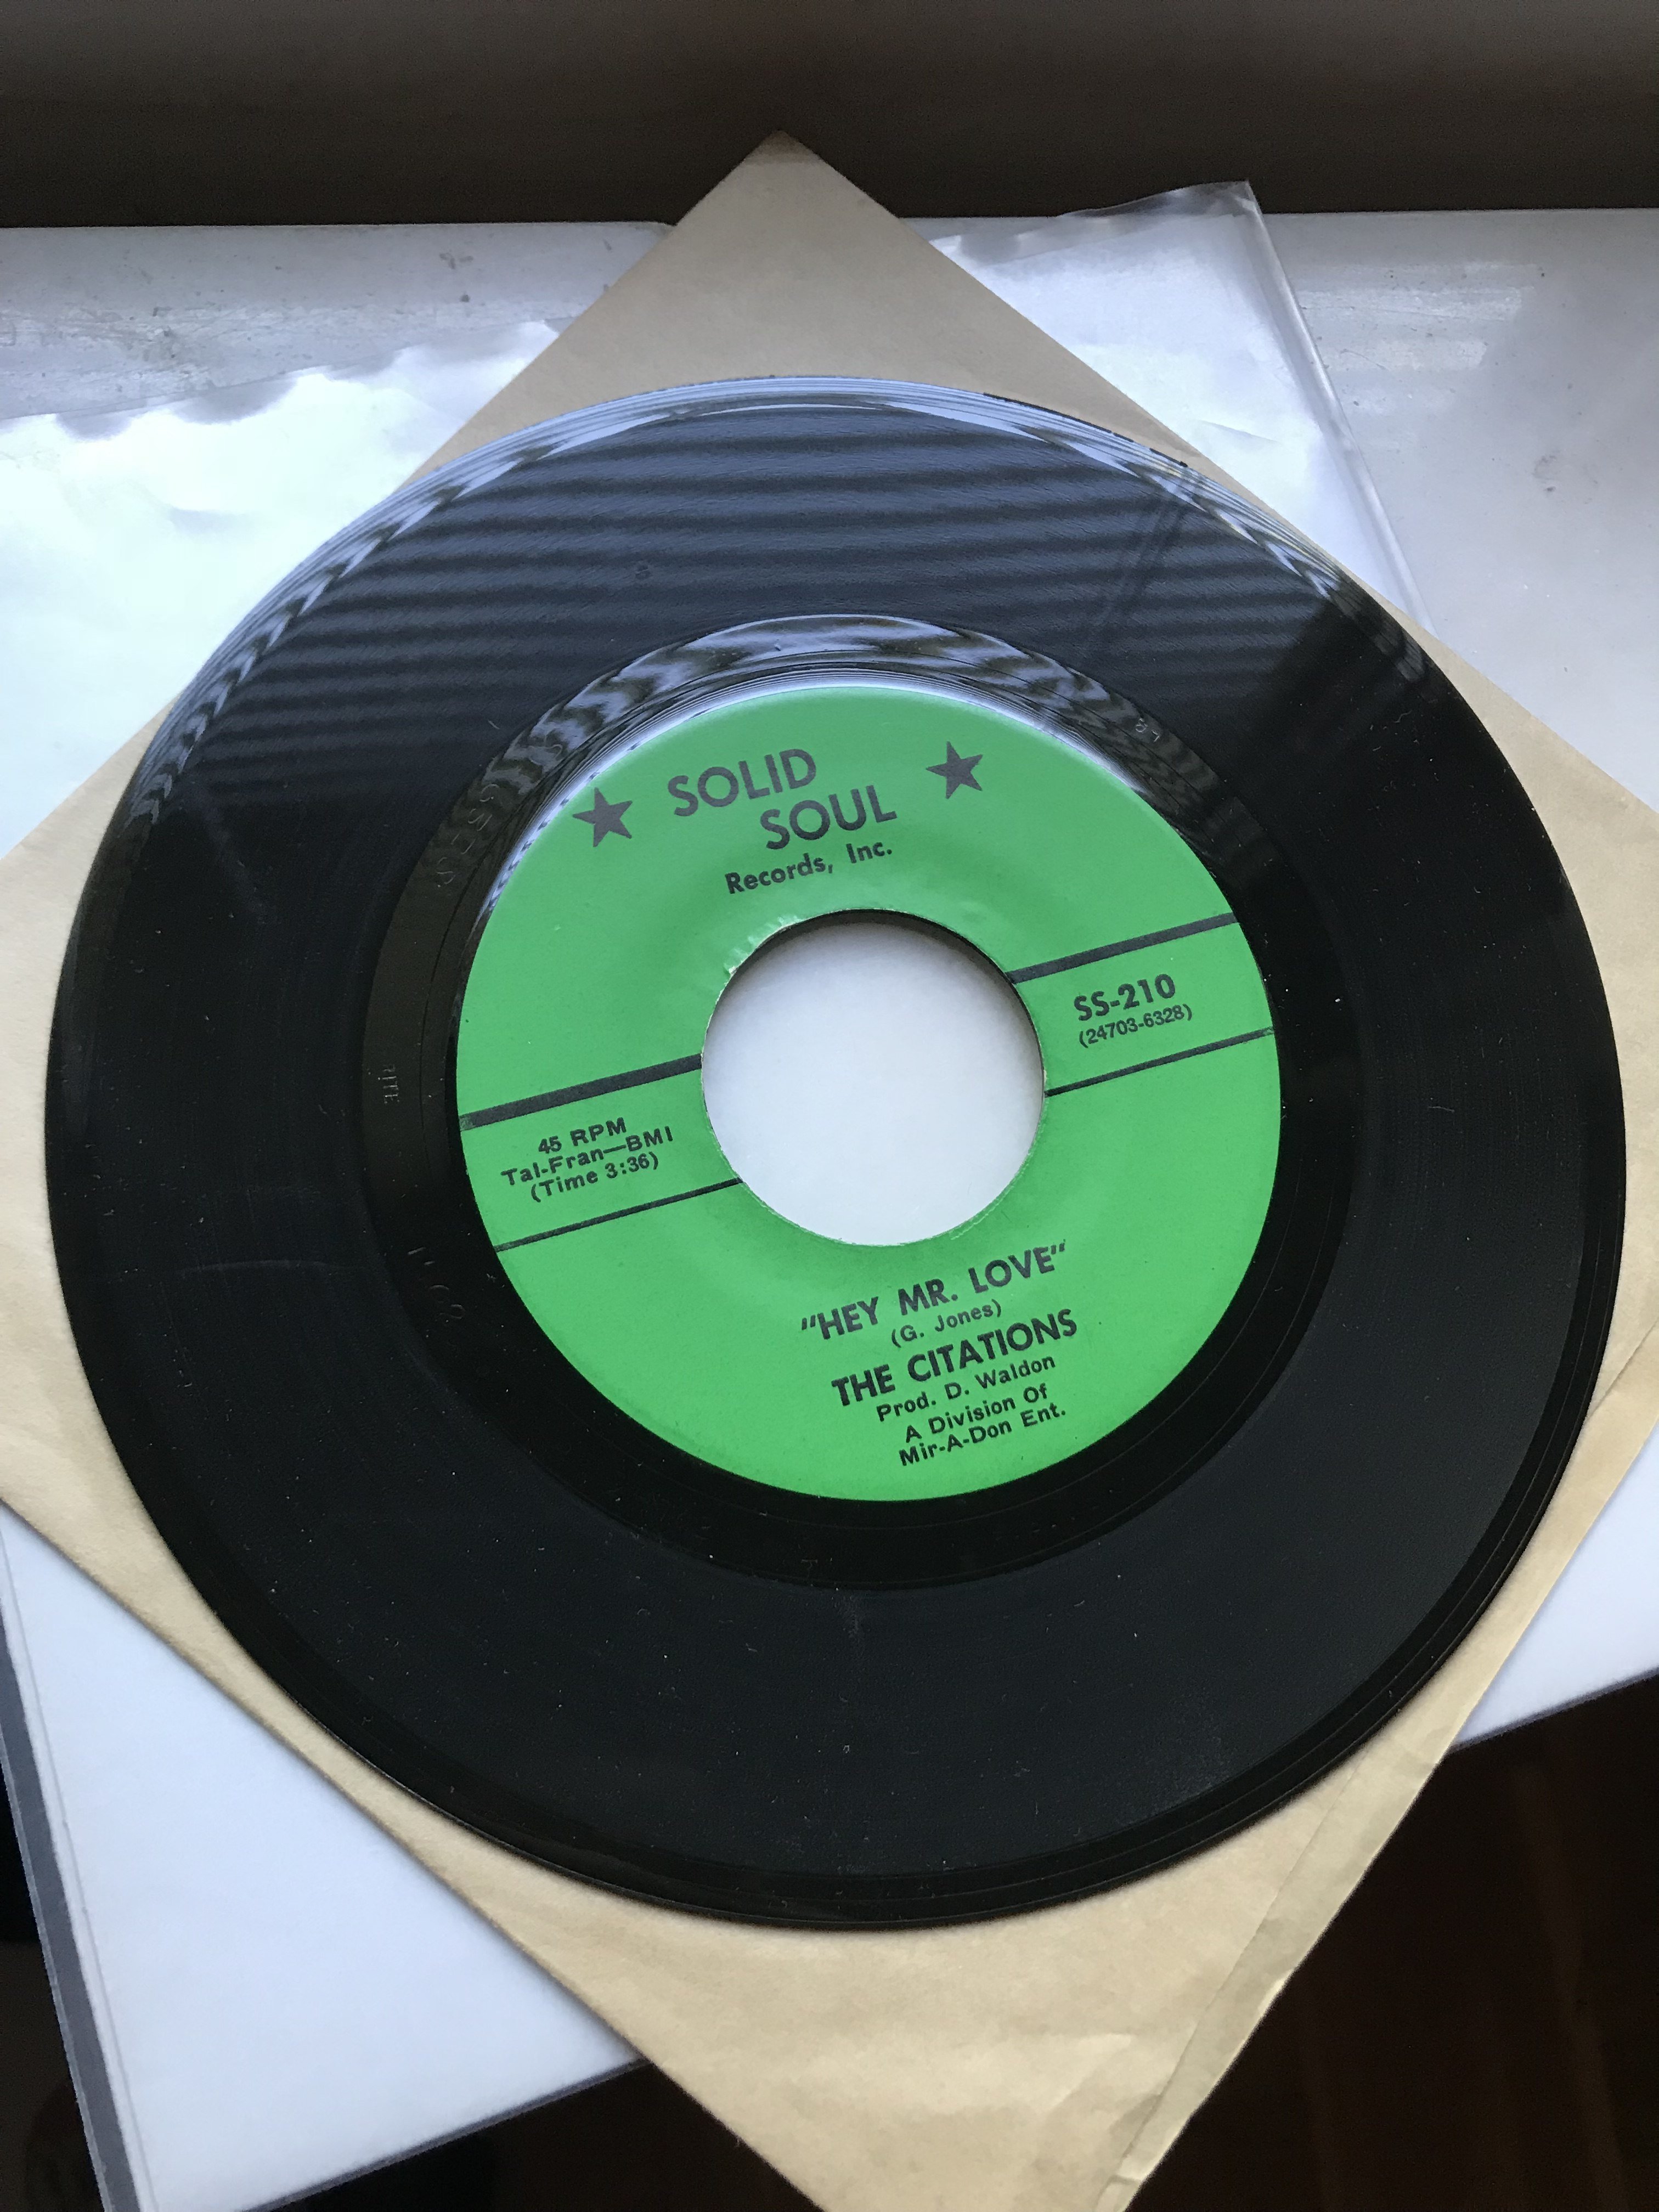 SOLID
SOUL
Records, Inc.
SS-210
(24703-6328)
45 RPM
Tal-Fran—BMI
(Time 3:36)
"HEY MR. LOVE"
(G. Jones)
THE CITATIONS
Prod. D. Waldon
A Division Of
Mir-A-Don Ent.
RITE